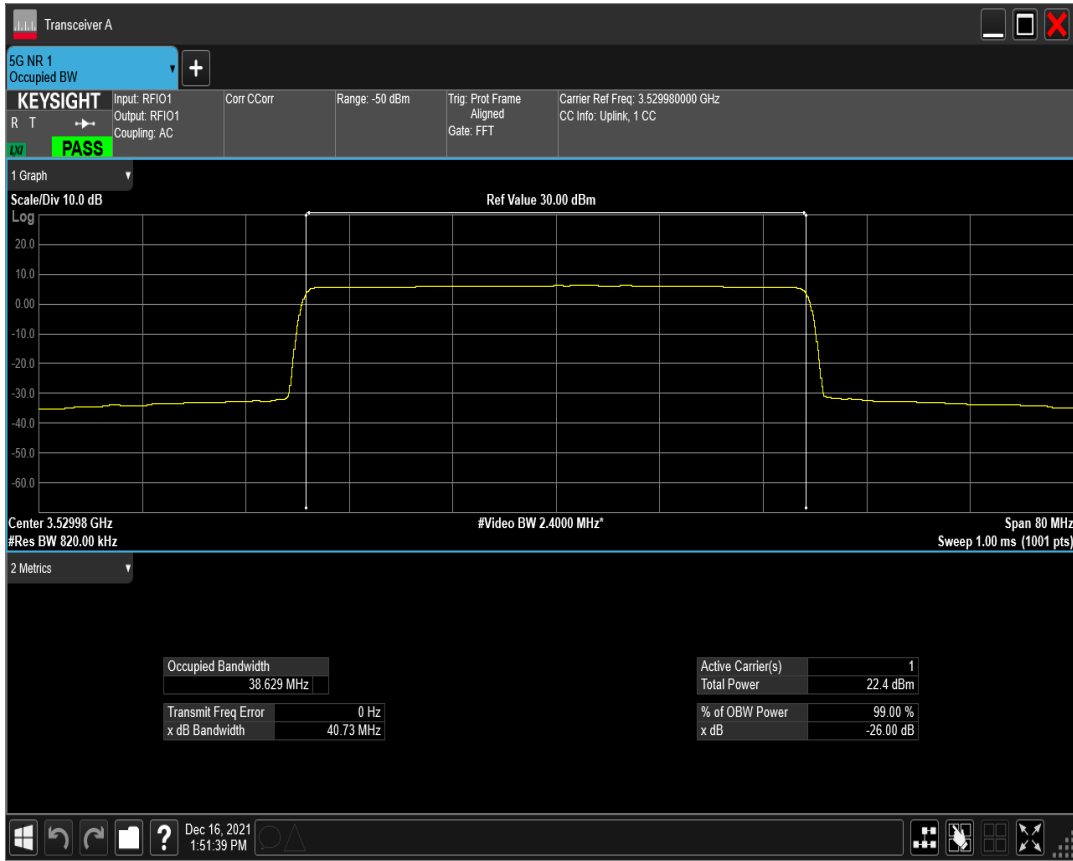 Transceiver A
5G NR 1
Occupied BW
KEYSIGHT
R T
LXI
PASS
Input: RFIO1
Output: RFIO1
Coupling: AC
Corr CCorr
Range: -50 dBm
Trig: Prot Frame
Aligned
Gate: FFT
Carrier Ref Freq: 3.529980000 GHz
CC Info: Uplink, 1 CC
1 Graph
Scale/Div 10.0 dB
Ref Value 30.00 dBm
Log
20.0
10.0
0.00
-10.0
-20.0
-30.0
-40.0
-50.0
-60.0
Center 3.52998 GHz
#Video BW 2.4000 MHz*
Span 80 MHz
#Res BW 820.00 kHz
Sweep 1.00 ms (1001 pts)
2 Metrics
Occupied Bandwidth
38.629 MHz
Transmit Freq Error 0 Hz
x dB Bandwidth 40.73 MHz
Active Carrier(s) 1
Total Power 22.4 dBm
% of OBW Power 99.00 %
x dB -26.00 dB
?
Dec 16, 2021
1:51:39 PM